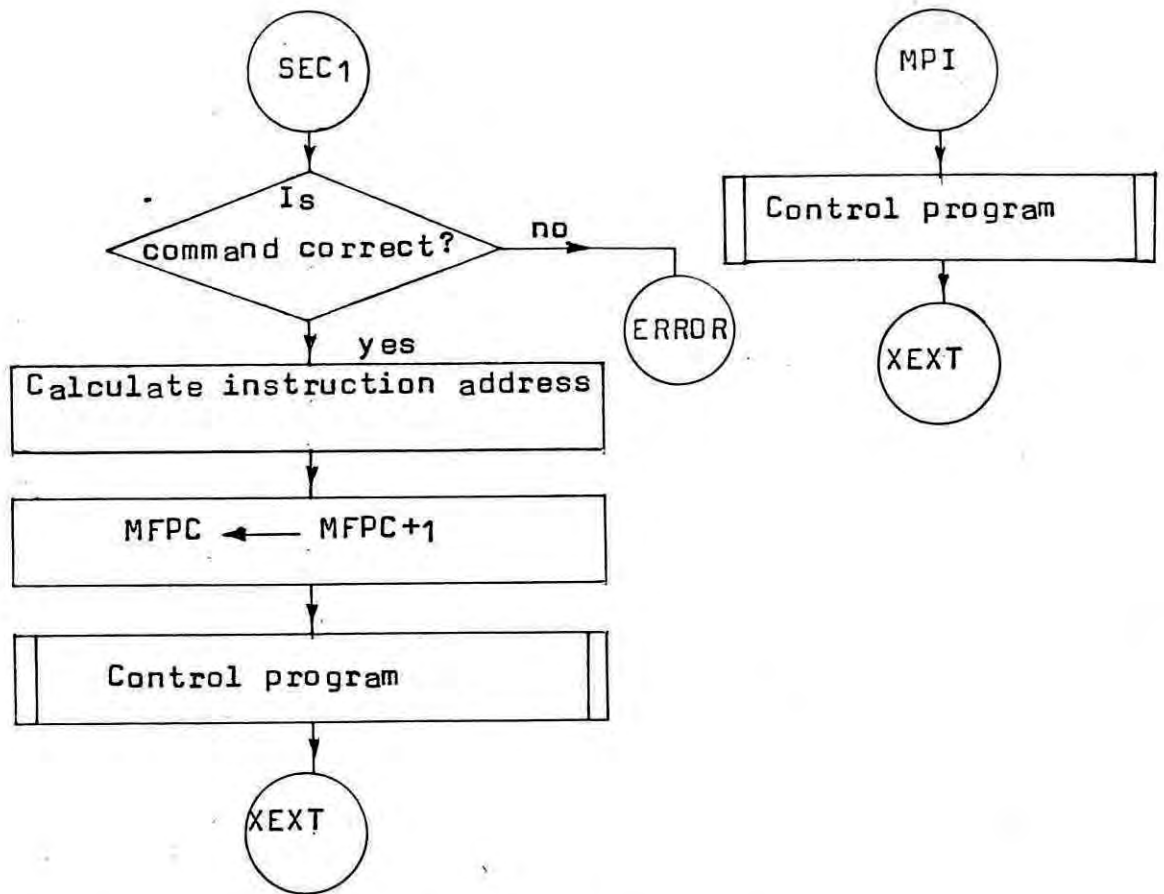 SEC1
Is
command correct?
no
ERROR
yes
Calculate instruction address
MFPC ← MFPC+1
Control program
XEXT
MPI
Control program
XEXT